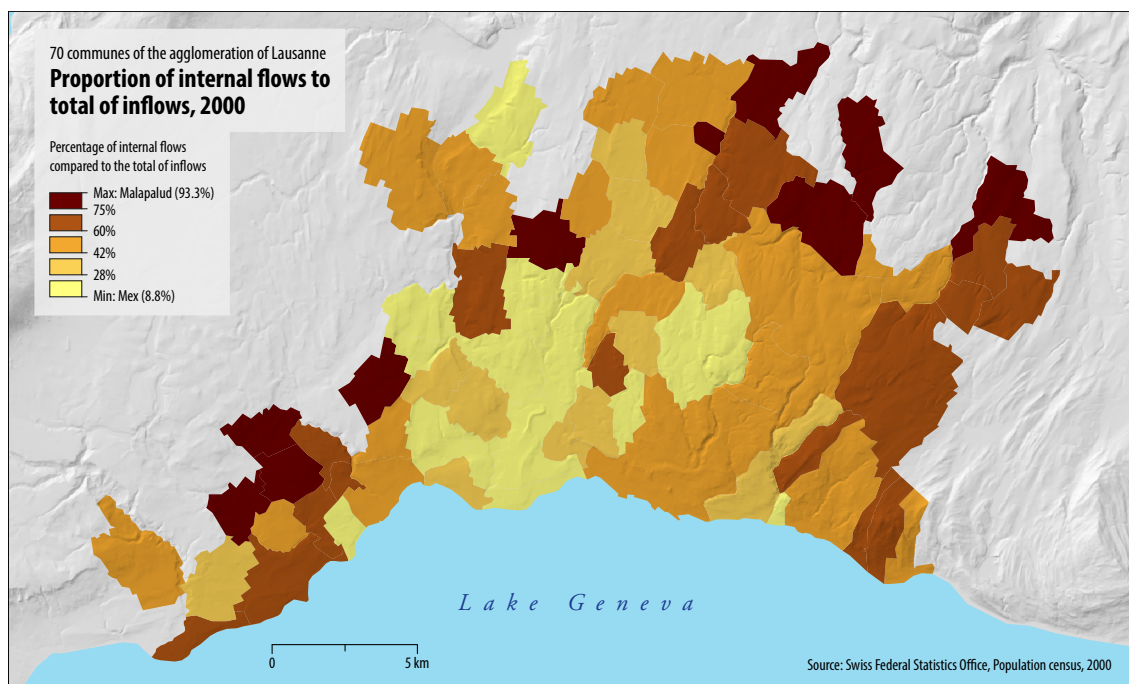 70 communes of the agglomeration of Lausanne
Proportion of internal flows to
total of inflows, 2000
Percentage of internal flows
compared to the total of inflows
Max: Malapalud (93.3%)
75%
60%
42%
28%
Min: Mex (8.8%)
Lake Geneva
0 5 km
Source: Swiss Federal Statistics Office, Population census, 2000